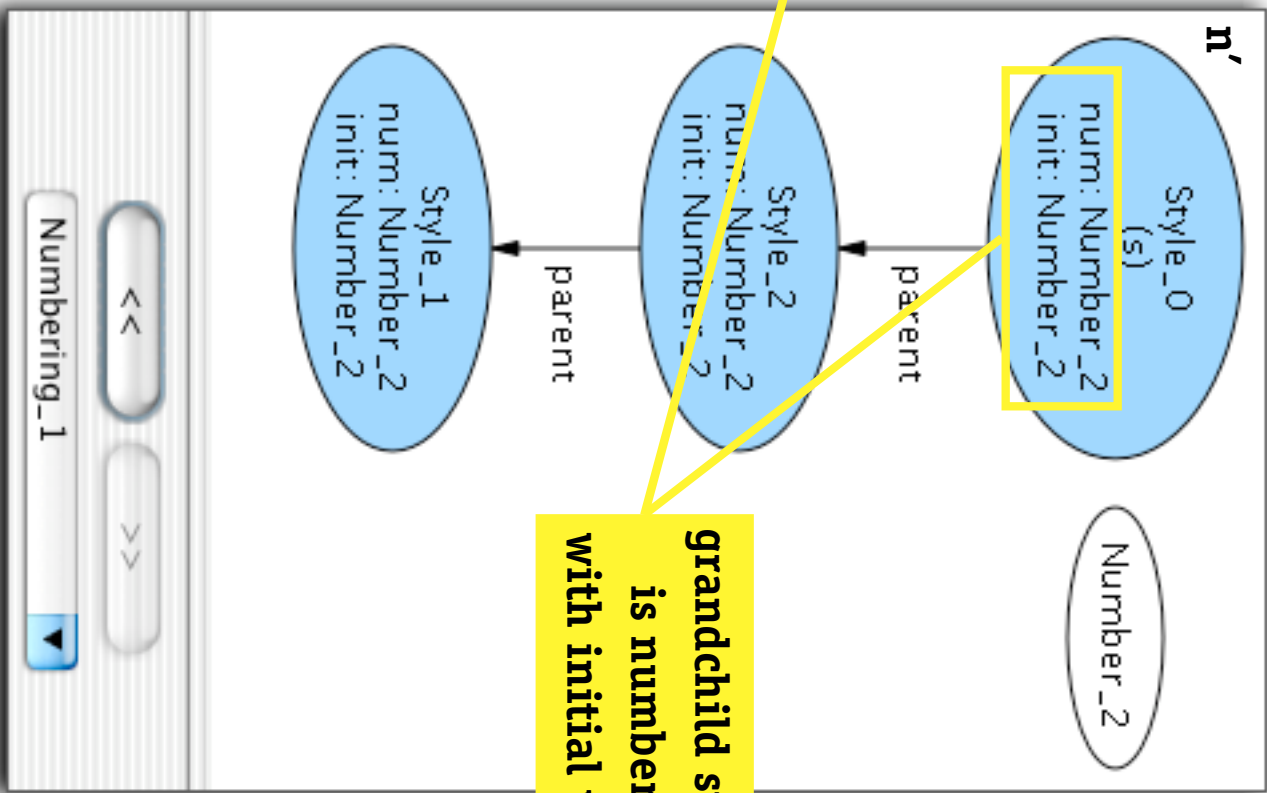 n′
Style_0
(s)
num: Number_2
init: Number_2
Number_2
parent
Style_2
num: Number_2
init: Number_2
grandchild
is number
with initial
parent
Style_1
num: Number_2
init: Number_2
<< >>
Numbering_1